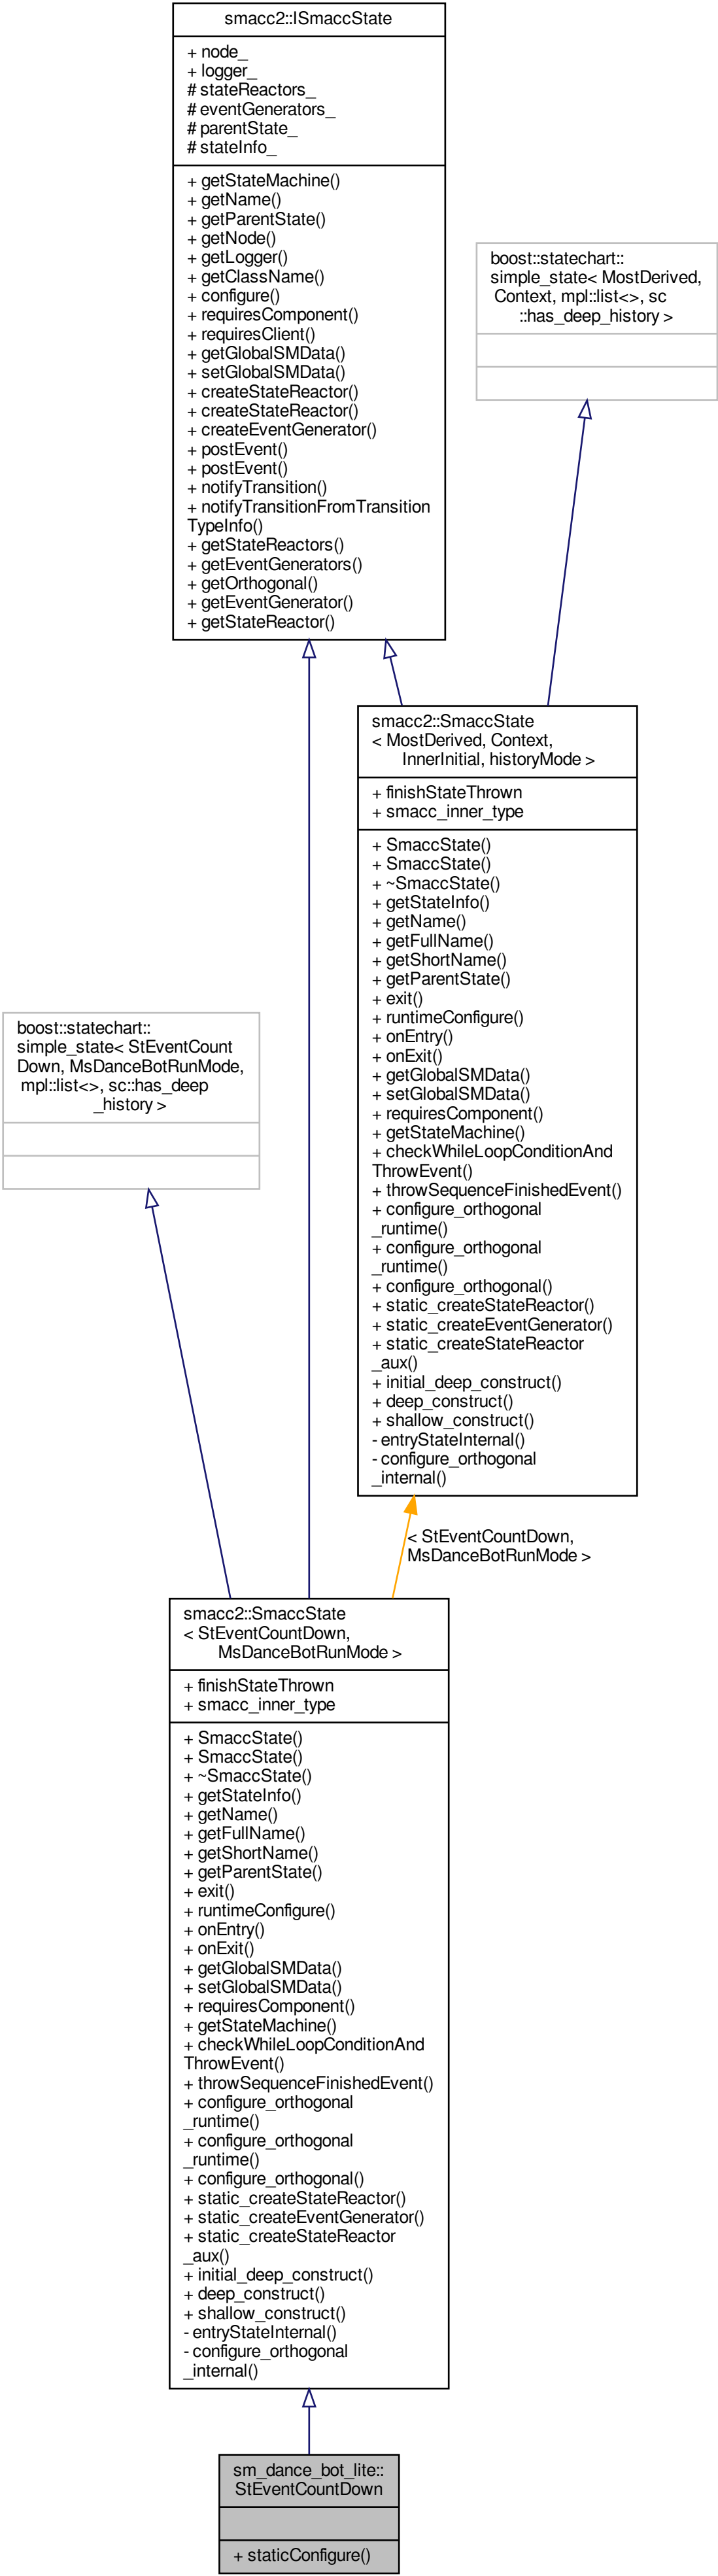 smacc2::ISmaccState
+ node_
+ logger_
# stateReactors_
# eventGenerators_
# parentState_
# stateInfo_
+ getStateMachine()
+ getName()
+ getParentState()
+ getNode()
+ getLogger()
+ getClassName()
+ configure()
+ requiresComponent()
+ requiresClient()
+ getGlobalSMData()
+ setGlobalSMData()
+ createStateReactor()
+ createStateReactor()
+ createEventGenerator()
+ postEvent()
+ postEvent()
+ notifyTransition()
+ notifyTransitionFromTransition
TypeInfo()
+ getStateReactors()
+ getEventGenerators()
+ getOrthogonal()
+ getEventGenerator()
+ getStateReactor()
boost::statechart::
simple_state< MostDerived,
Context, mpl::list<>, sc
::has_deep_history >
smacc2::SmaccState
< MostDerived, Context,
InnerInitial, historyMode >
+ finishStateThrown
+ smacc_inner_type
+ SmaccState()
+ SmaccState()
+ ~SmaccState()
+ getStateInfo()
+ getName()
+ getFullName()
+ getShortName()
+ getParentState()
+ exit()
+ runtimeConfigure()
+ onEntry()
+ onExit()
+ getGlobalSMData()
+ setGlobalSMData()
+ requiresComponent()
+ getStateMachine()
+ checkWhileLoopConditionAnd
ThrowEvent()
+ throwSequenceFinishedEvent()
+ configure_orthogonal
_runtime()
+ configure_orthogonal
_runtime()
+ configure_orthogonal()
+ static_createStateReactor()
+ static_createEventGenerator()
+ static_createStateReactor
_aux()
+ initial_deep_construct()
+ deep_construct()
+ shallow_construct()
- entryStateInternal()
- configure_orthogonal
_internal()
boost::statechart::
simple_state< StEventCount
Down, MsDanceBotRunMode,
mpl::list<>, sc::has_deep
_history >
< StEventCountDown,
MsDanceBotRunMode >
smacc2::SmaccState
< StEventCountDown,
MsDanceBotRunMode >
+ finishStateThrown
+ smacc_inner_type
+ SmaccState()
+ SmaccState()
+ ~SmaccState()
+ getStateInfo()
+ getName()
+ getFullName()
+ getShortName()
+ getParentState()
+ exit()
+ runtimeConfigure()
+ onEntry()
+ onExit()
+ getGlobalSMData()
+ setGlobalSMData()
+ requiresComponent()
+ getStateMachine()
+ checkWhileLoopConditionAnd
ThrowEvent()
+ throwSequenceFinishedEvent()
+ configure_orthogonal
_runtime()
+ configure_orthogonal
_runtime()
+ configure_orthogonal()
+ static_createStateReactor()
+ static_createEventGenerator()
+ static_createStateReactor
_aux()
+ initial_deep_construct()
+ deep_construct()
+ shallow_construct()
- entryStateInternal()
- configure_orthogonal
_internal()
sm_dance_bot_lite::
StEventCountDown
+ staticConfigure()